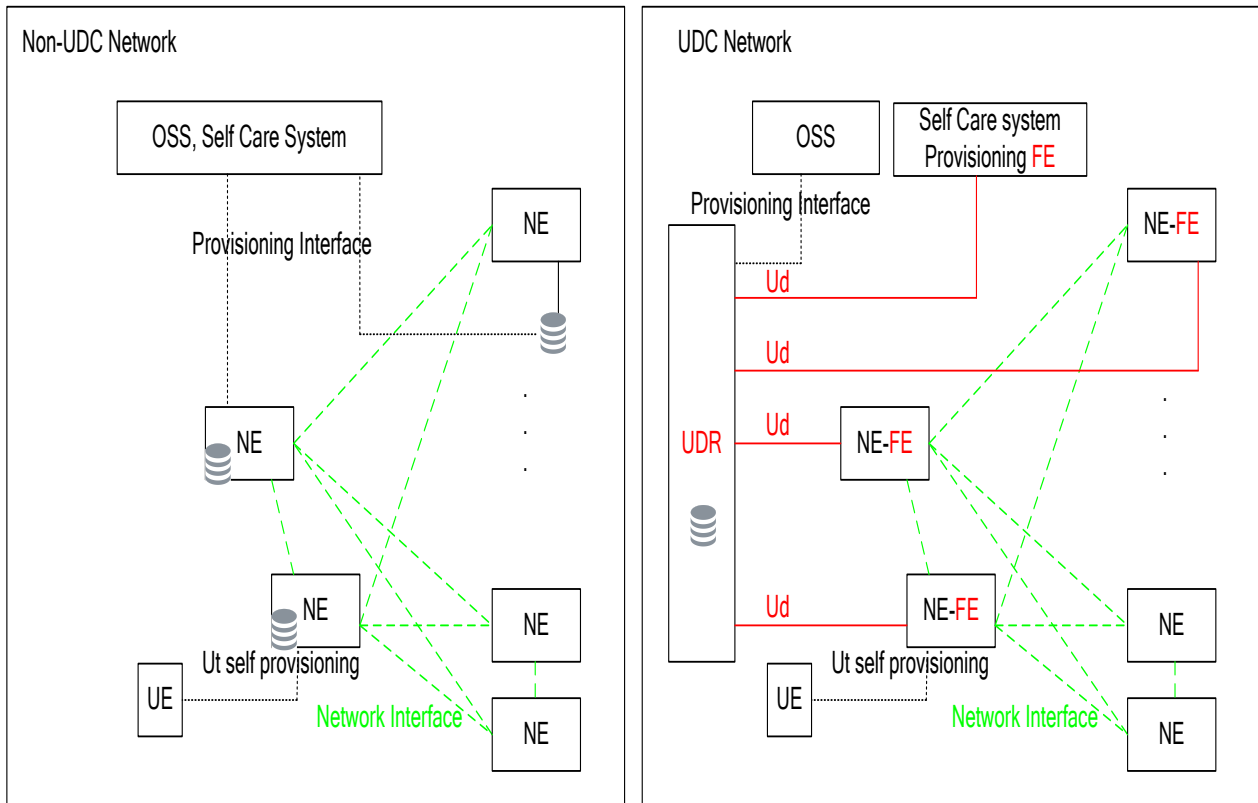 Non-UDC Network
OSS, Self Care System
NE
Provisioning Interface
.
NE
.
.
NE
NE
Ut self provisioning
UE
Network Interface
NE
UDC Network
OSS
Self Care system
Provisioning FE
Provisioning Interface
NE-FE
Ud
Ud
.
Ud
UDR
NE-FE
.
.
Ud
NE-FE
NE
Ut self provisioning
UE
Network Interface
NE